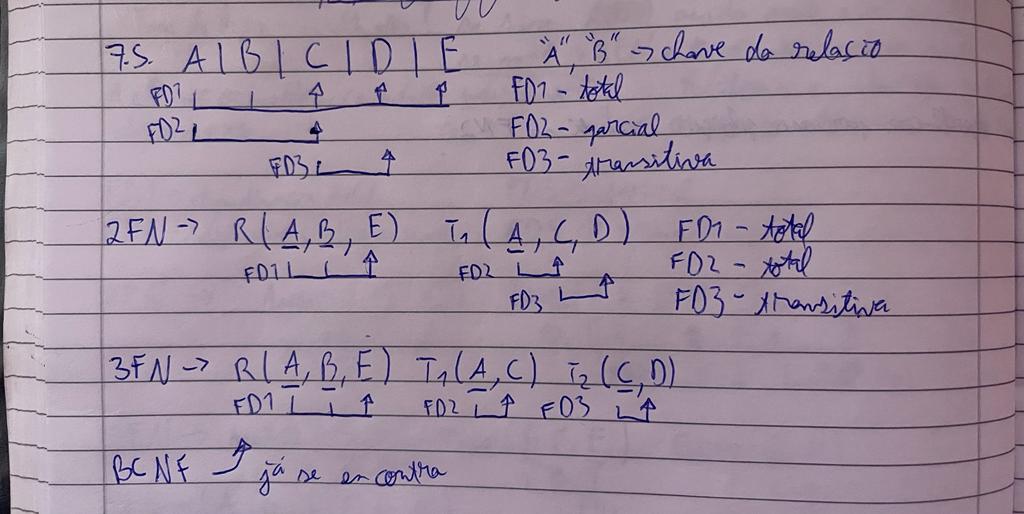 7.5. A | B | C | D | E "A", "B" → chave da relacio
FD1 FD1 - total
FD2 FD2 - parcial
FD3 FD3 - transitiva
2FN → R(A, B, E) T1(A, C, D) FD1 - total
FD1 FD2 FD2 - total
FD3 FD3 - transitiva
3FN → R(A, B, E) T1(A, C) T2(C, D)
FD1 FD2 FD3
BCNF já se encontra